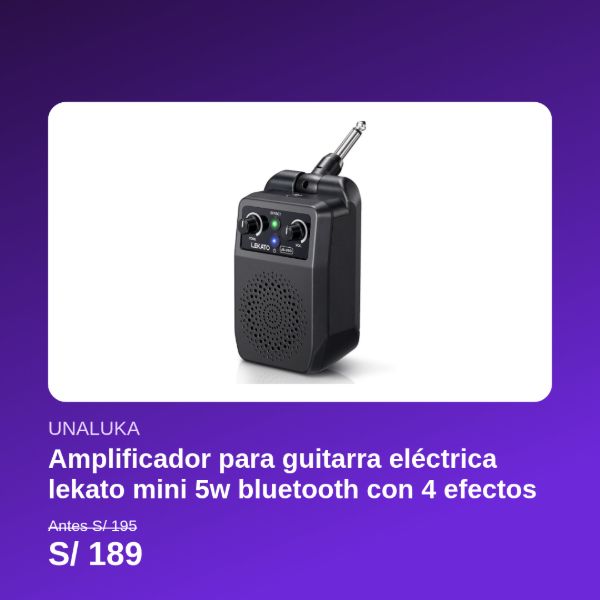 LEKATO
UNALUKA
Amplificador para guitarra eléctrica
lekato mini 5w bluetooth con 4 efectos
Antes S/ 195
S/ 189